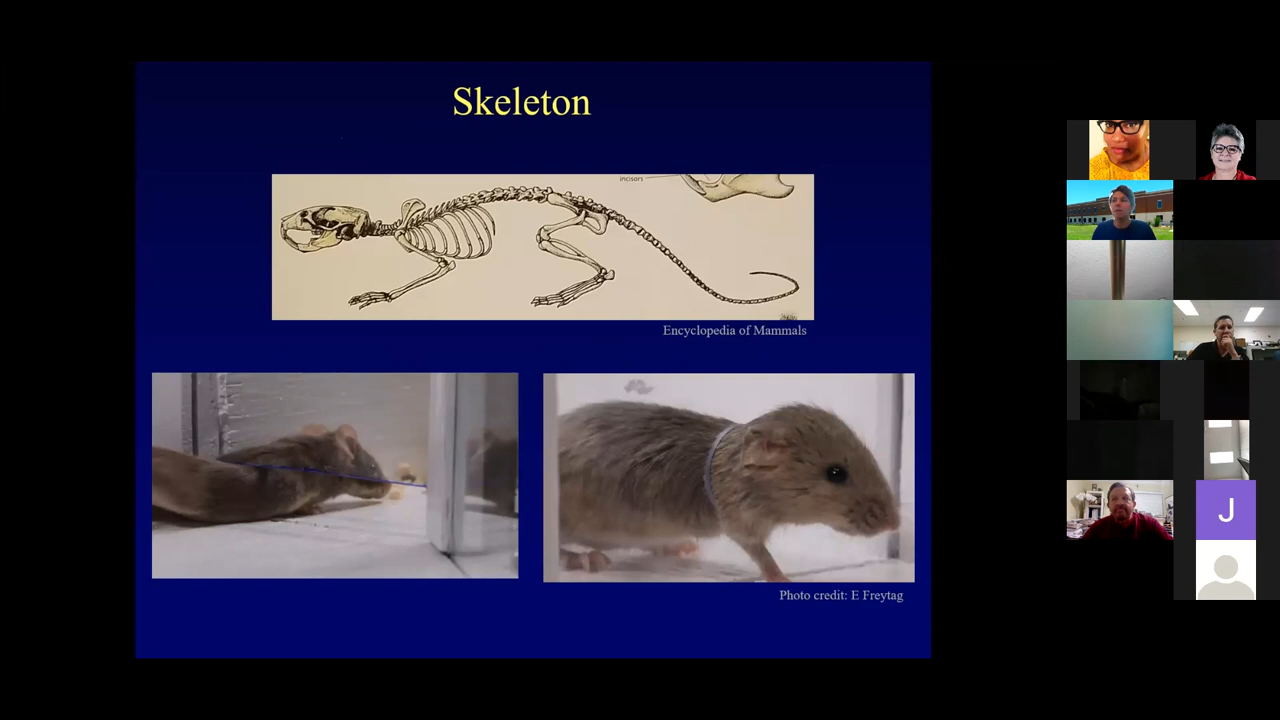 Skeleton
incisors
Encyclopedia of Mammals
Photo credit: E Freytag
J